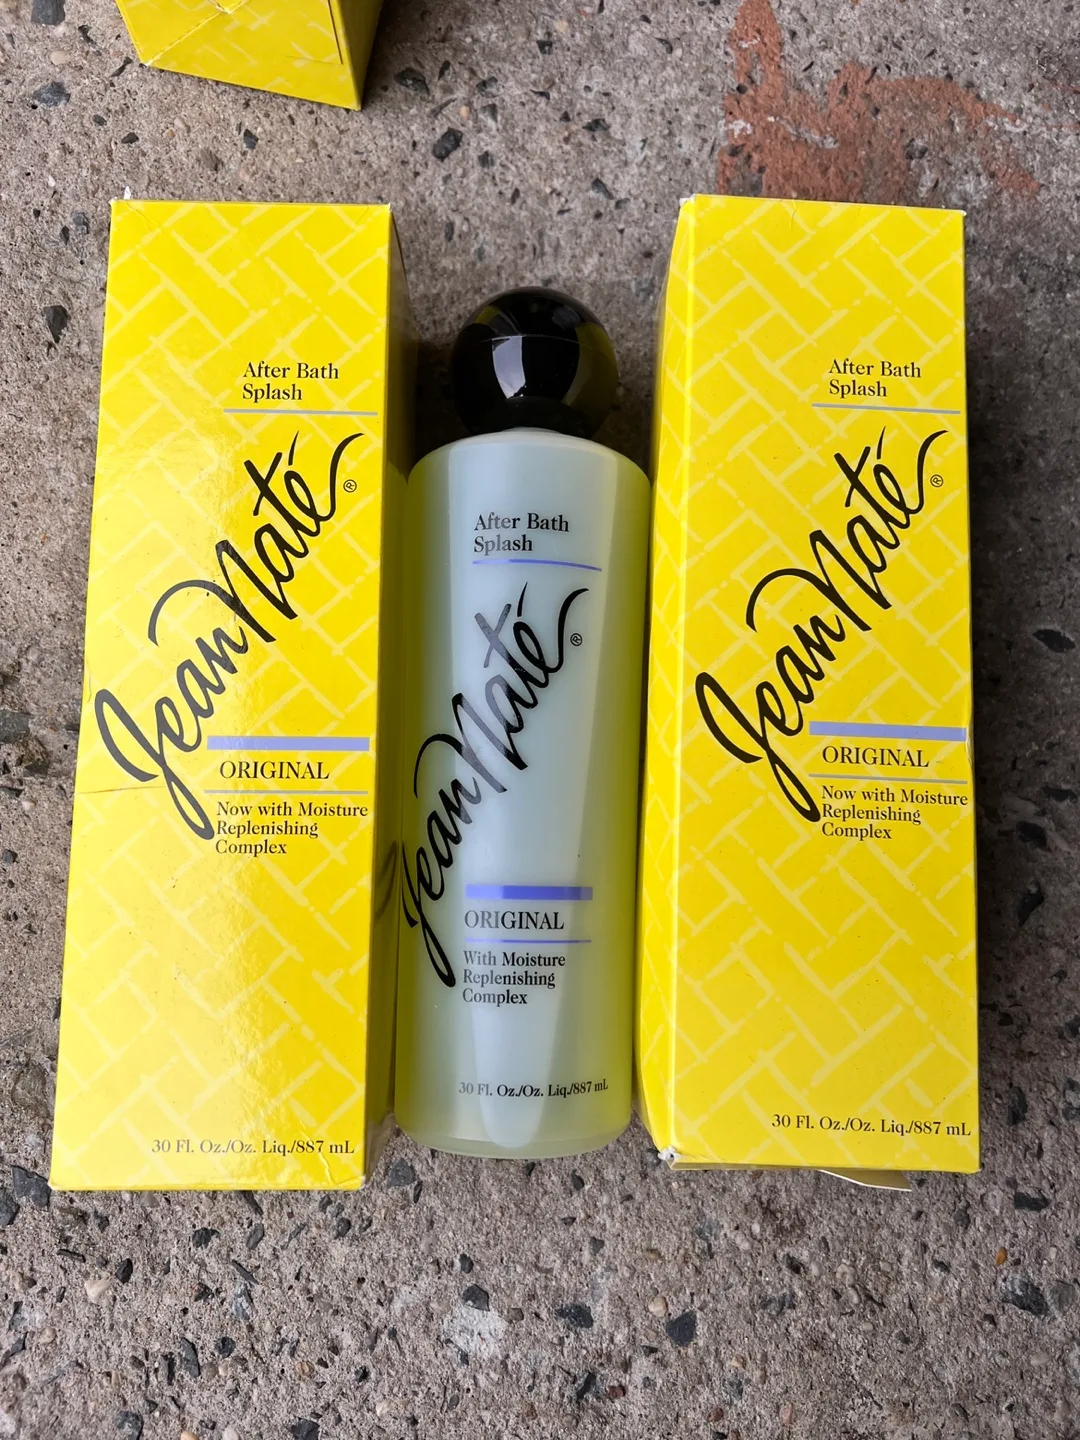 After Bath
Splash
Jean Naté®
ORIGINAL
Now with Moisture
Replenishing
Complex
30 Fl. Oz./Oz. Liq./887 mL
After Bath
Splash
Jean Naté®
ORIGINAL
With Moisture
Replenishing
Complex
30 Fl. Oz./Oz. Liq./887 mL
After Bath
Splash
Jean Naté®
ORIGINAL
Now with Moisture
Replenishing
Complex
30 Fl. Oz./Oz. Liq./887 mL